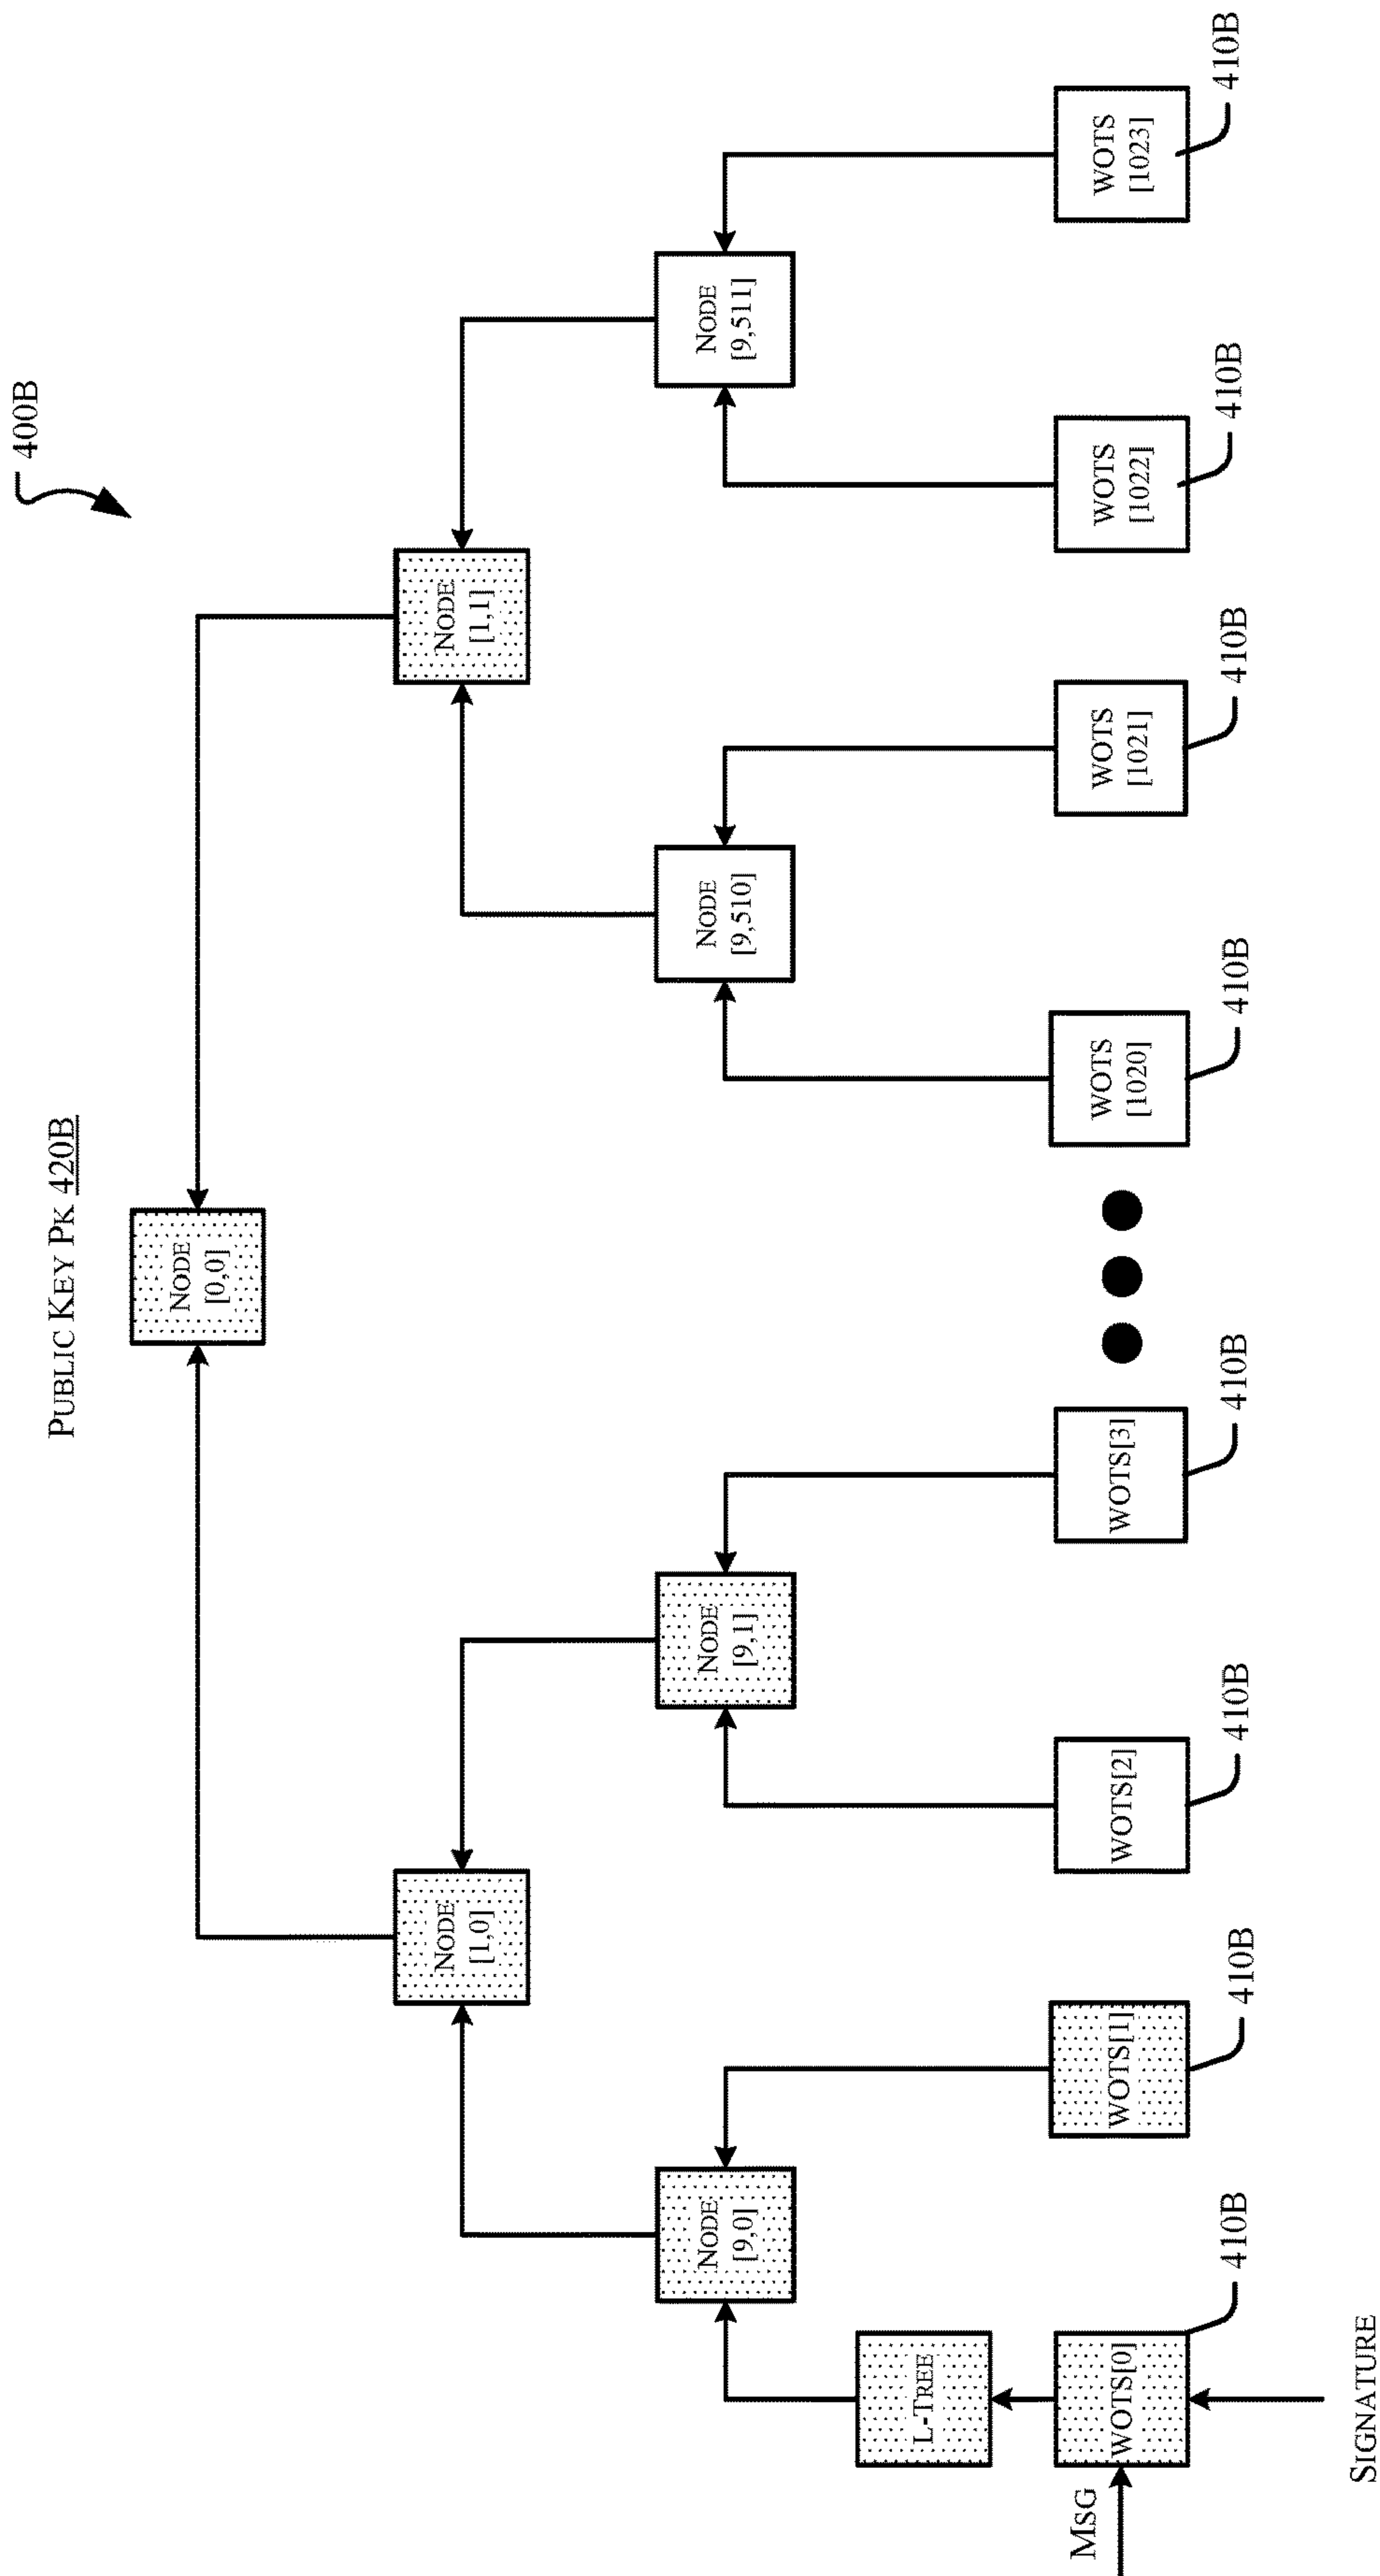 400B
PUBLIC KEY PK 420B
NODE
[0,0]
NODE
[1,0]
NODE
[1,1]
NODE
[9,0]
NODE
[9,1]
NODE
[9,510]
NODE
[9,511]
L-TREE
MSG
WOTS[0]
WOTS[1]
WOTS[2]
WOTS[3]
WOTS
[1020]
WOTS
[1021]
WOTS
[1022]
WOTS
[1023]
410B
410B
410B
410B
410B
410B
410B
410B
SIGNATURE